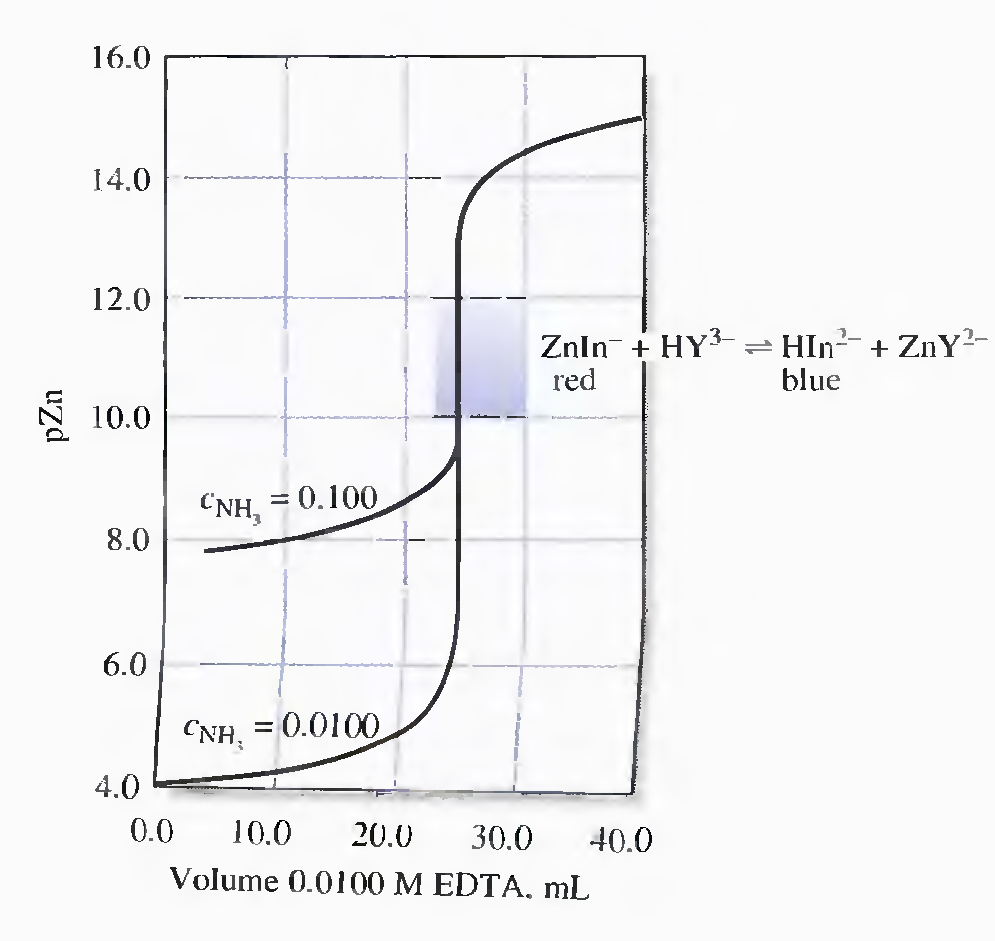 16.0
14.0
12.0
10.0
8.0
6.0
4.0
pZn
ZnIn⁻ + HY³⁻ ⇌ HIn²⁻ + ZnY²⁻
red blue
cNH₃ = 0.100
cNH₃ = 0.0100
0.0 10.0 20.0 30.0 40.0
Volume 0.0100 M EDTA, mL